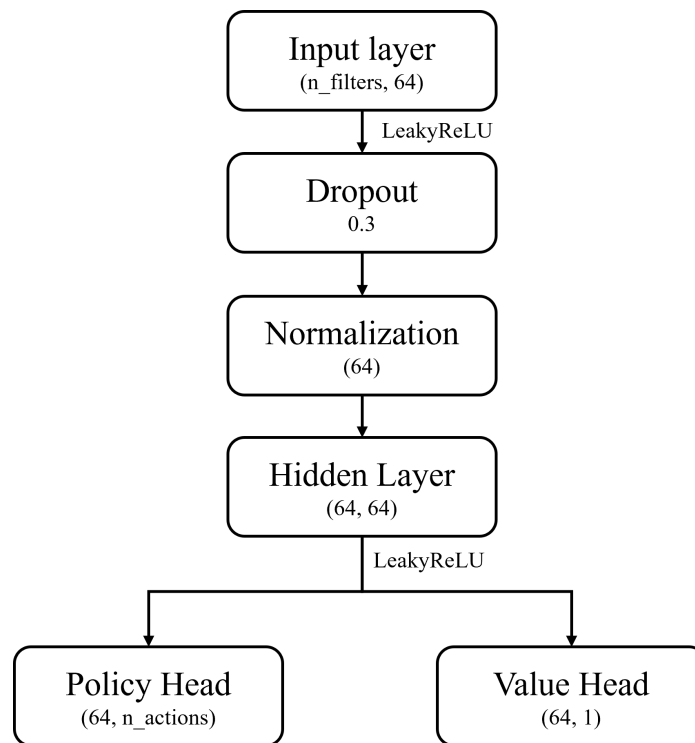 Input layer
(n_filters, 64)
LeakyReLU
Dropout
0.3
Normalization
(64)
Hidden Layer
(64, 64)
LeakyReLU
Policy Head
(64, n_actions)
Value Head
(64, 1)